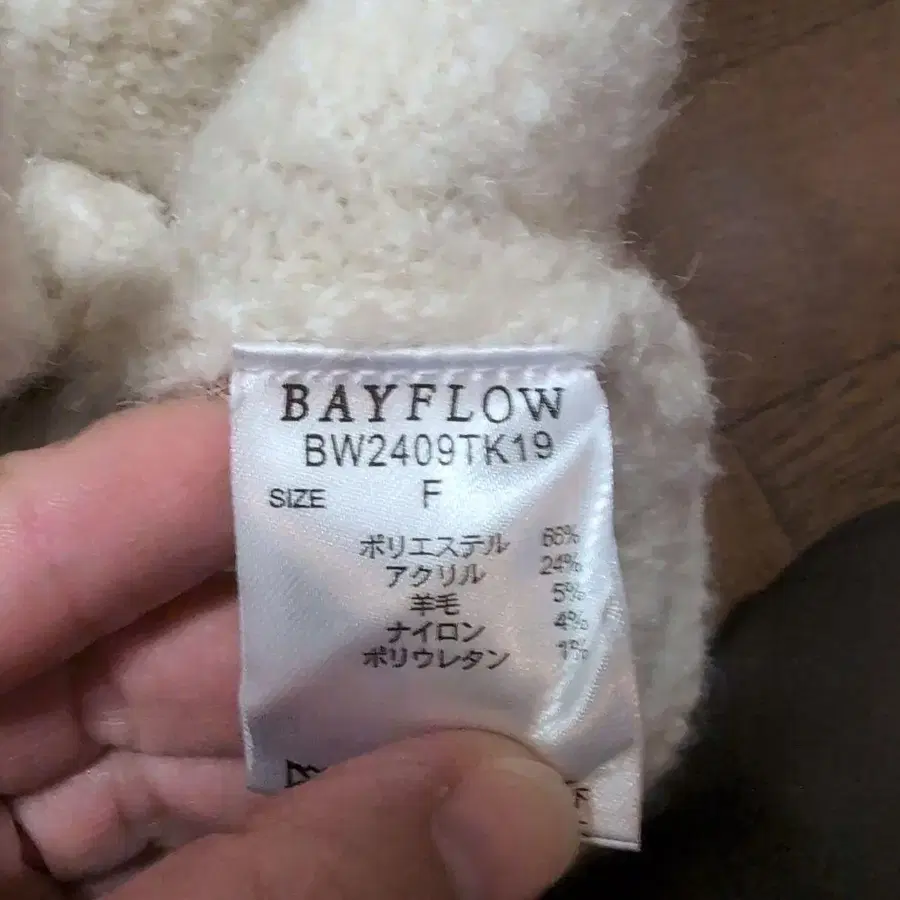 BAYFLOW
BW2409TK19
SIZE F
ポリエステル 66%
アクリル 24%
羊毛 5%
ナイロン 4%
ポリウレタン 1%